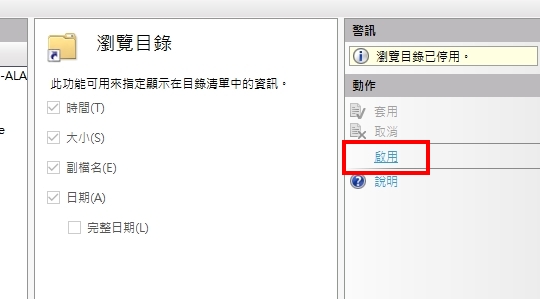 -ALA
e
瀏覽目錄
此功能可用來指定顯示在目錄清單中的資訊。
時間(T)
大小(S)
副檔名(E)
日期(A)
完整日期(L)
警訊
瀏覽目錄已停用。
動作
套用
取消
啟用
說明